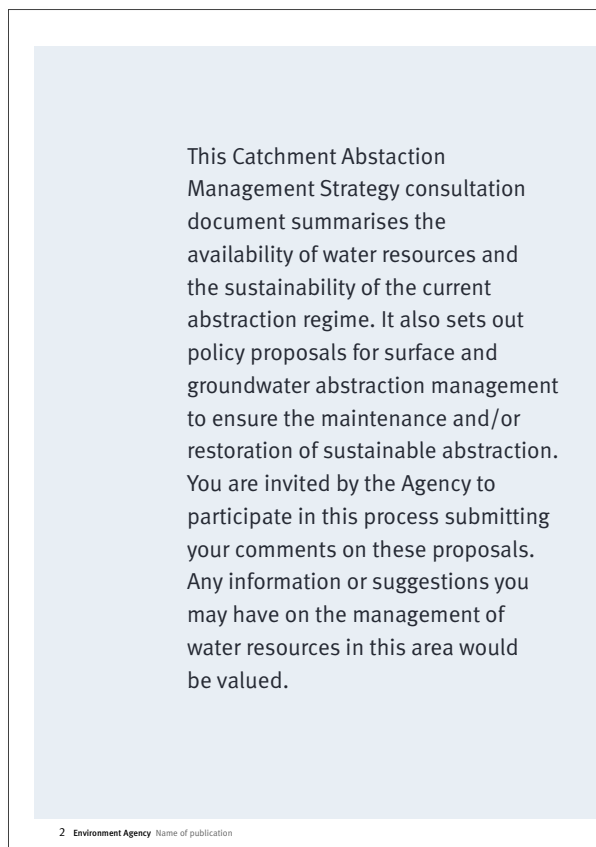 This Catchment Abstaction
Management Strategy consultation
document summarises the
availability of water resources and
the sustainability of the current
abstraction regime. It also sets out
policy proposals for surface and
groundwater abstraction management
to ensure the maintenance and/or
restoration of sustainable abstraction.
You are invited by the Agency to
participate in this process submitting
your comments on these proposals.
Any information or suggestions you
may have on the management of
water resources in this area would
be valued.
2 Environment Agency Name of publication